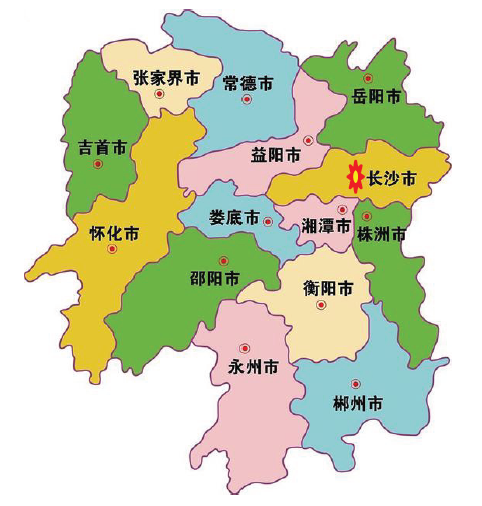 张家界市
常德市
岳阳市
吉首市
益阳市
长沙市
怀化市
娄底市
湘潭市
株洲市
邵阳市
衡阳市
永州市
郴州市